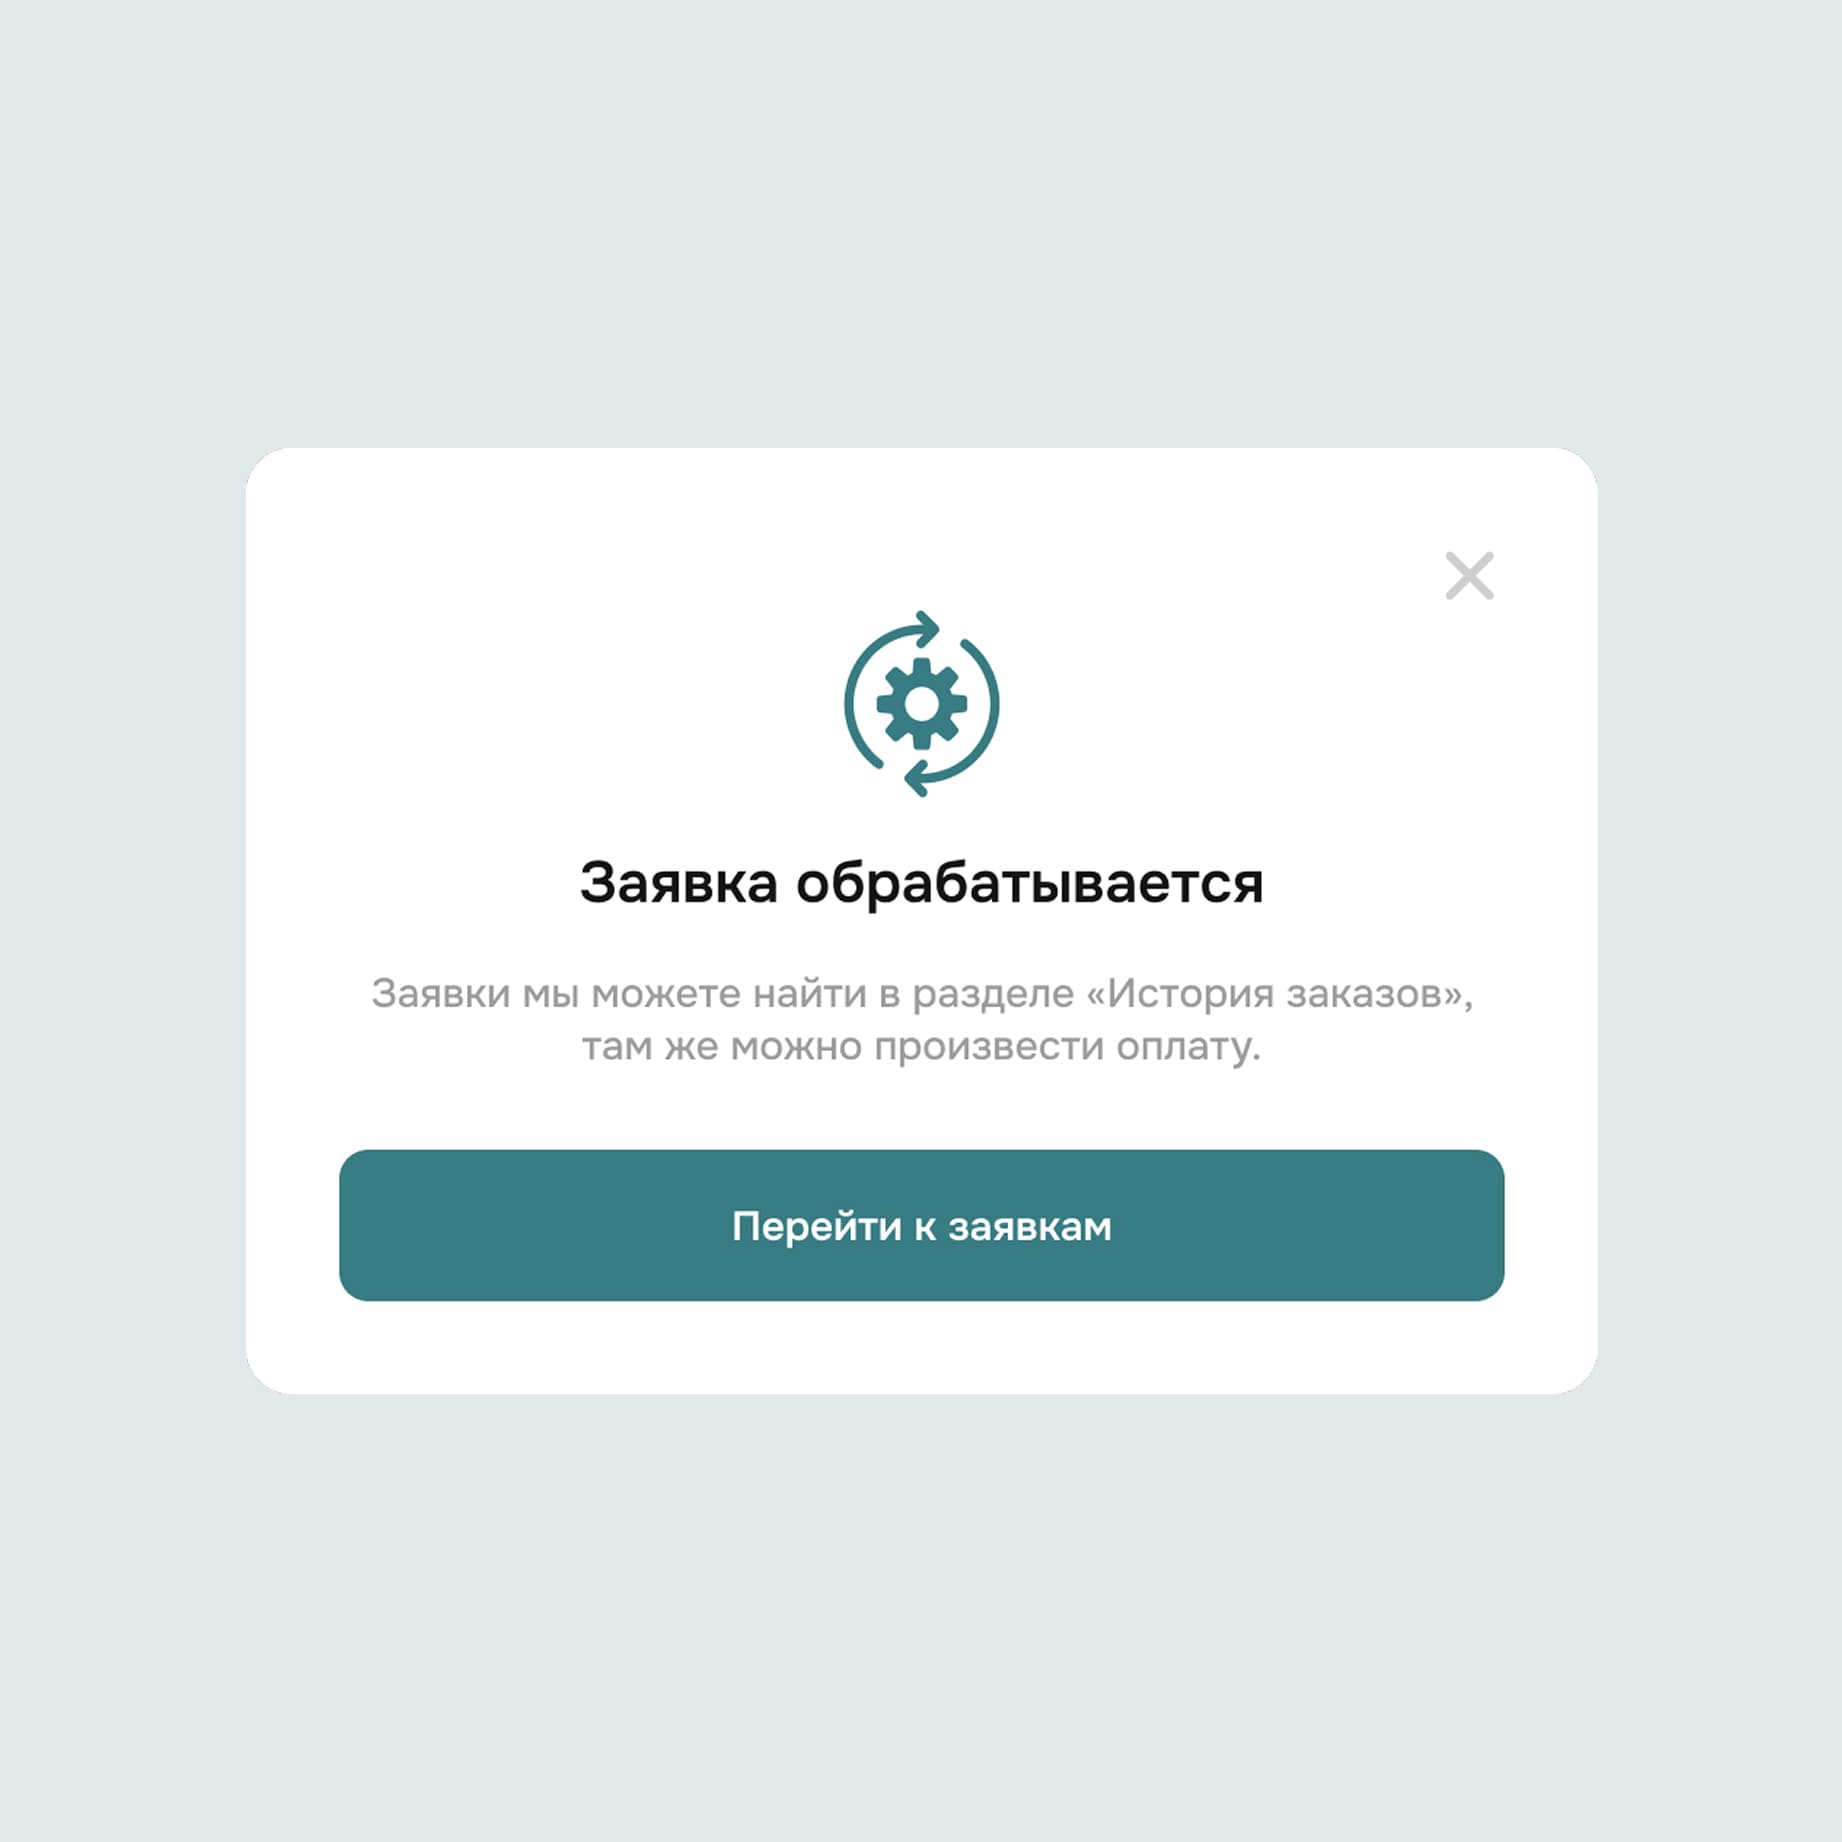 Заявка обрабатывается
Заявки мы можете найти в разделе «История заказов»,
там же можно произвести оплату.
Перейти к заявкам